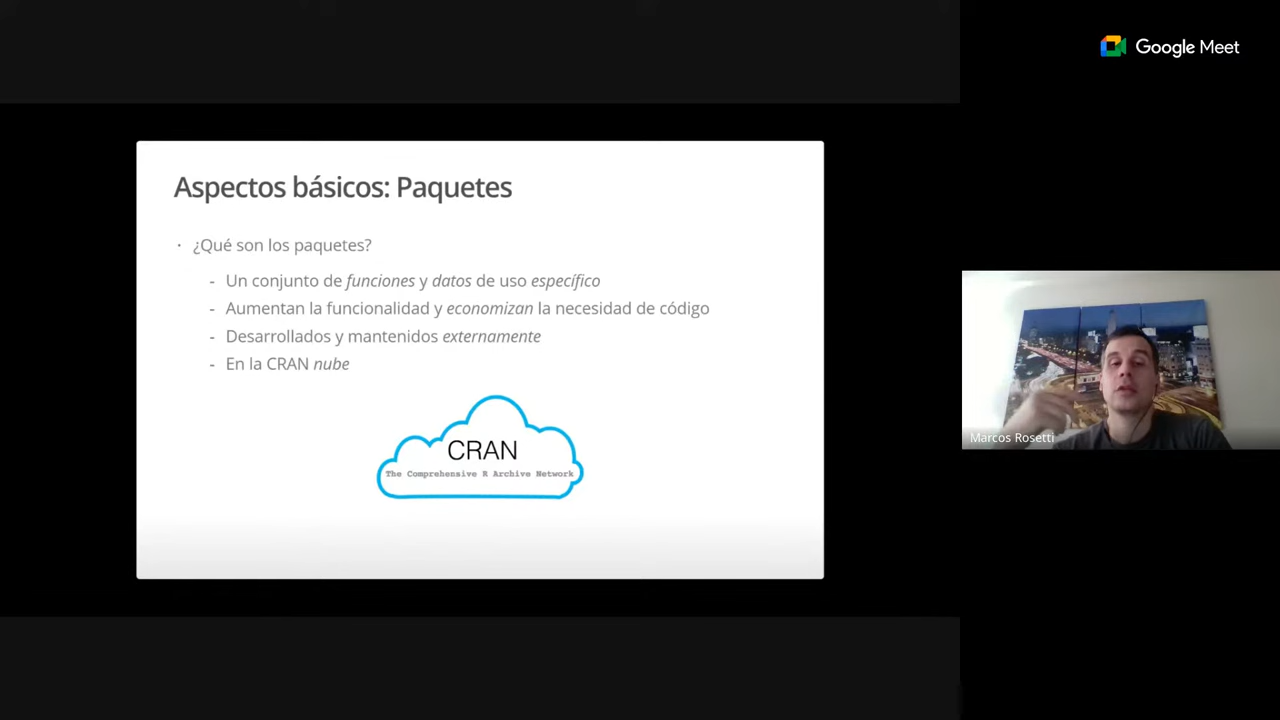 Google Meet
Aspectos básicos: Paquetes
· ¿Qué son los paquetes?
- Un conjunto de funciones y datos de uso específico
- Aumentan la funcionalidad y economizan la necesidad de código
- Desarrollados y mantenidos externamente
- En la CRAN nube
CRAN
The Comprehensive R Archive Network
Marcos Rosetti